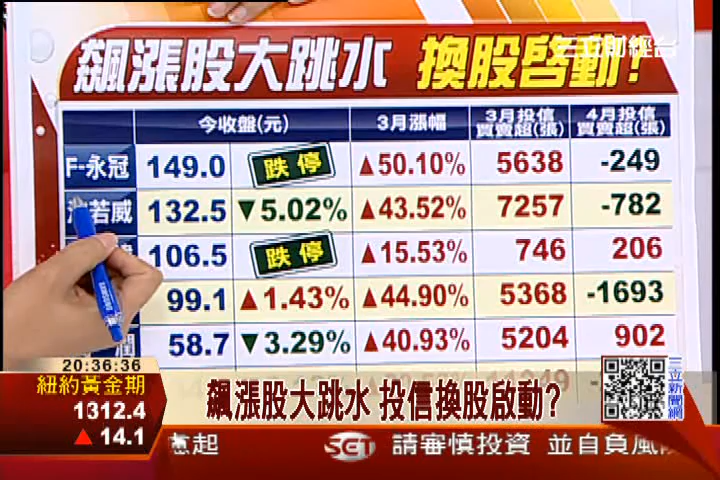 飆漲股大跳水 換股啓動!
三立財經台
今收盤(元) 3月漲幅 3月投信買賣超(張) 4月投信買賣超(張)
F-永冠 149.0 跌停 ▲50.10% 5638 -249
若威 132.5 ▼5.02% ▲43.52% 7257 -782
106.5 跌停 ▲15.53% 746 206
99.1 ▲1.43% ▲44.90% 5368 -1693
58.7 ▼3.29% ▲40.93% 5204 902
20:36:36
紐約黃金期
1312.4
▲14.1
飆漲股大跳水 投信換股啟動?
三立新聞網
憲起 SET 請審慎投資 並自負風險